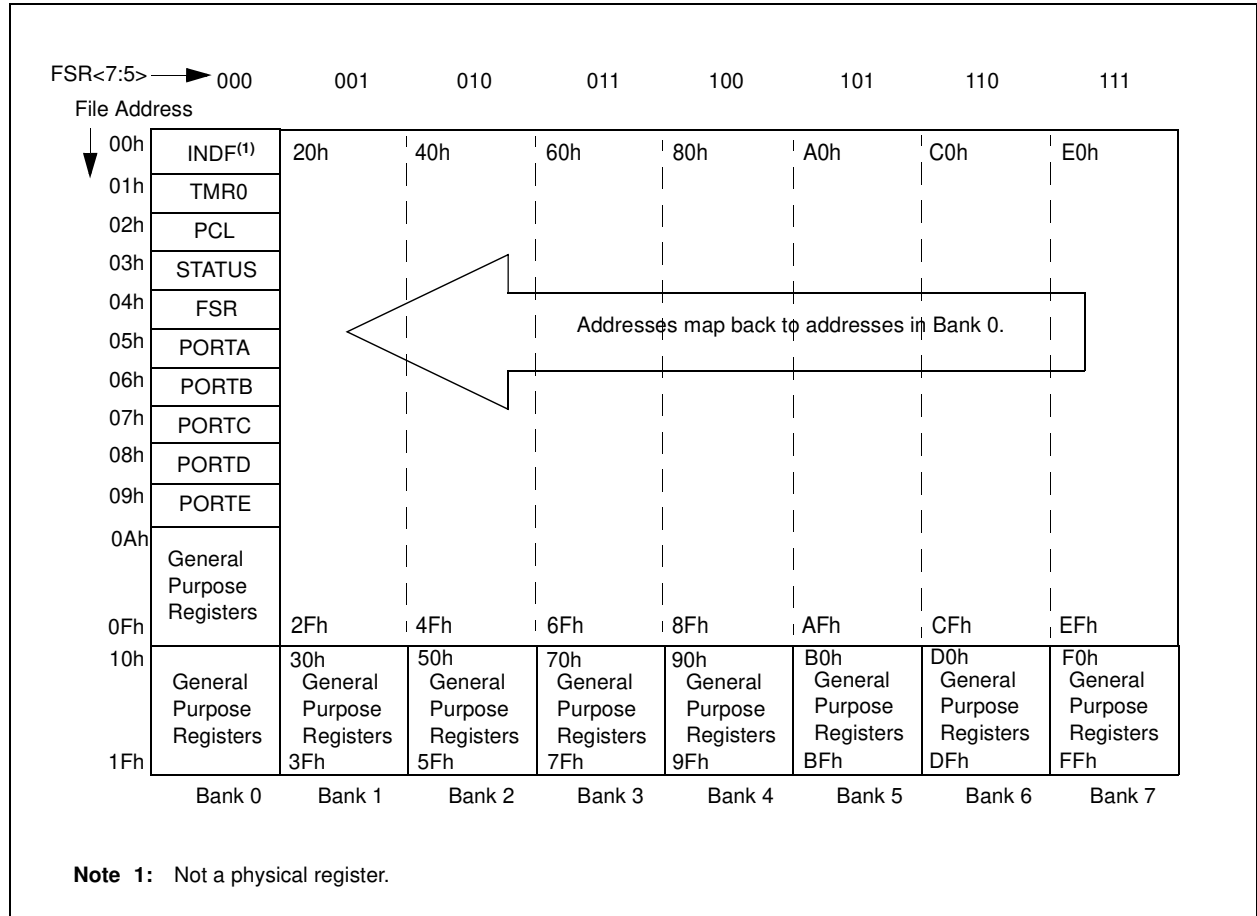 FSR<7:5> 000 001 010 011 100 101 110 111
File Address
00h INDF(1) 20h 40h 60h 80h A0h C0h E0h
01h TMR0
02h PCL
03h STATUS
04h FSR
Addresses map back to addresses in Bank 0.
05h PORTA
06h PORTB
07h PORTC
08h PORTD
09h PORTE
0Ah
General
Purpose
Registers
0Fh 2Fh 4Fh 6Fh 8Fh AFh CFh EFh
10h 30h 50h 70h 90h B0h D0h F0h
General General General General General General General General
Purpose Purpose Purpose Purpose Purpose Purpose Purpose Purpose
Registers Registers Registers Registers Registers Registers Registers Registers
1Fh 3Fh 5Fh 7Fh 9Fh BFh DFh FFh
Bank 0 Bank 1 Bank 2 Bank 3 Bank 4 Bank 5 Bank 6 Bank 7
Note 1: Not a physical register.